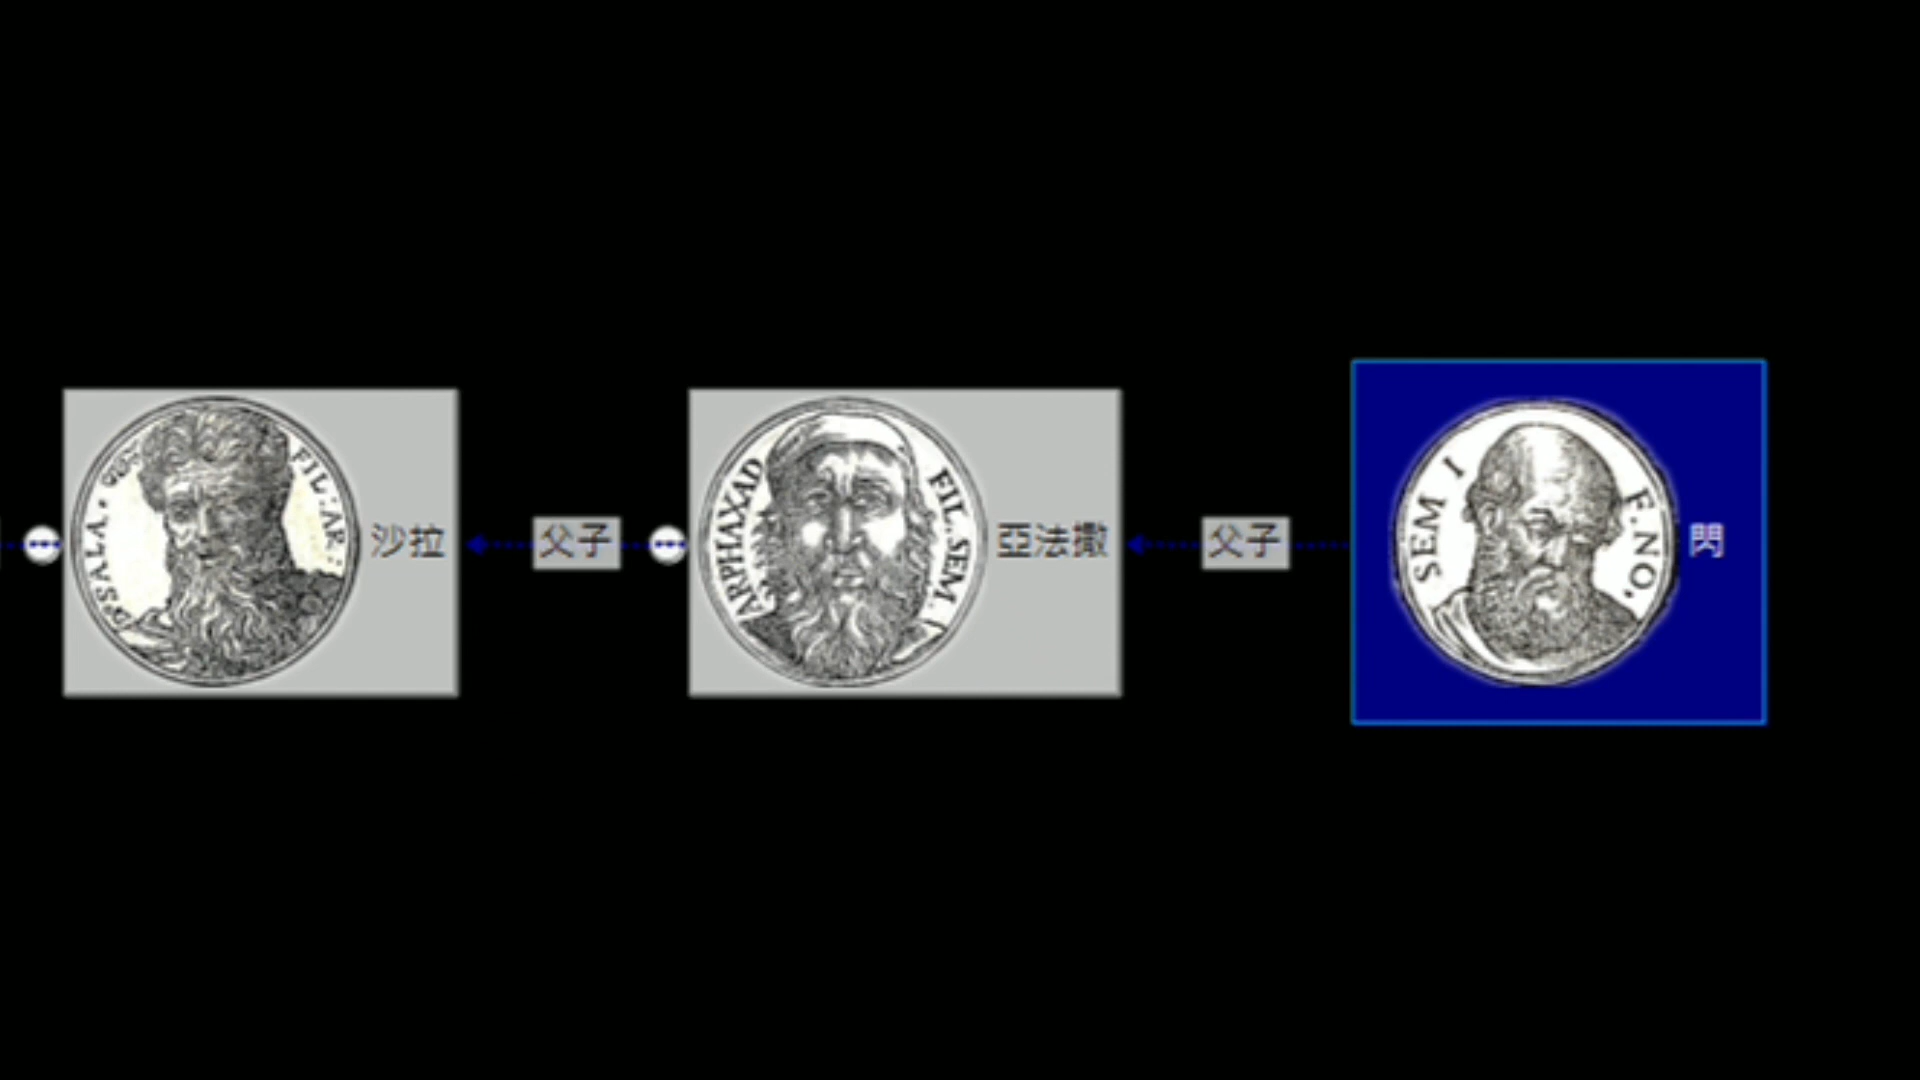 SALA.
FIL. AR.
沙拉
父子
ARPHAXAD
FIL. SEM.
亞法撒
父子
SEM I
F. NO.
閃